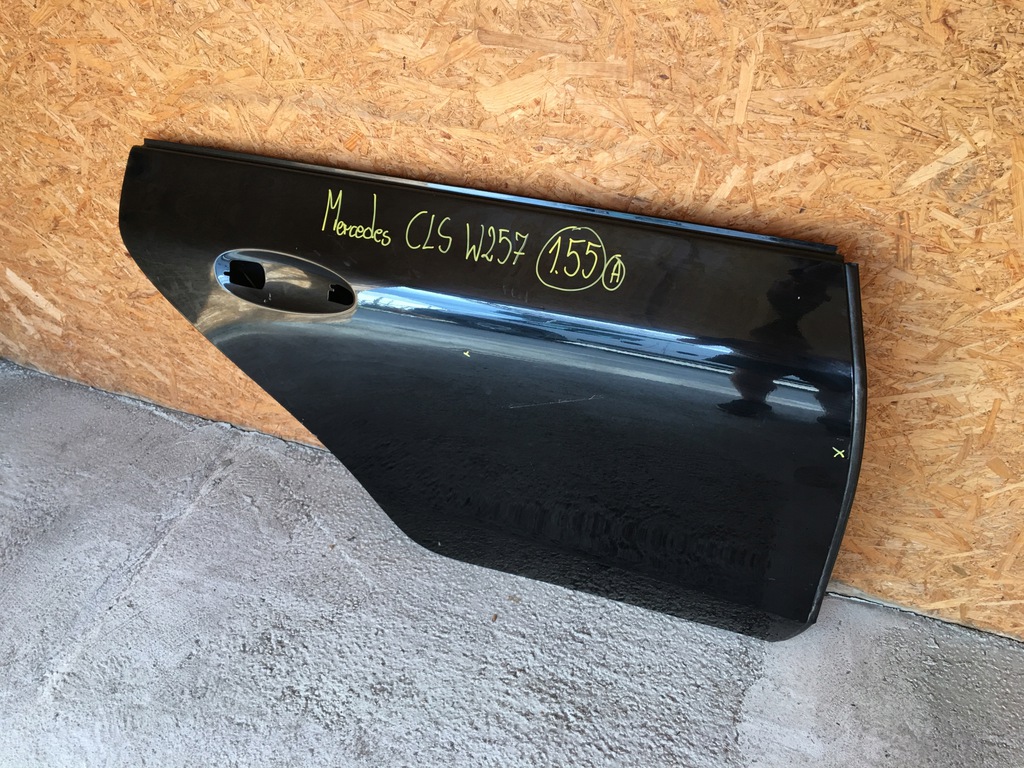 Mercedes CLS W257 1.55 A
X